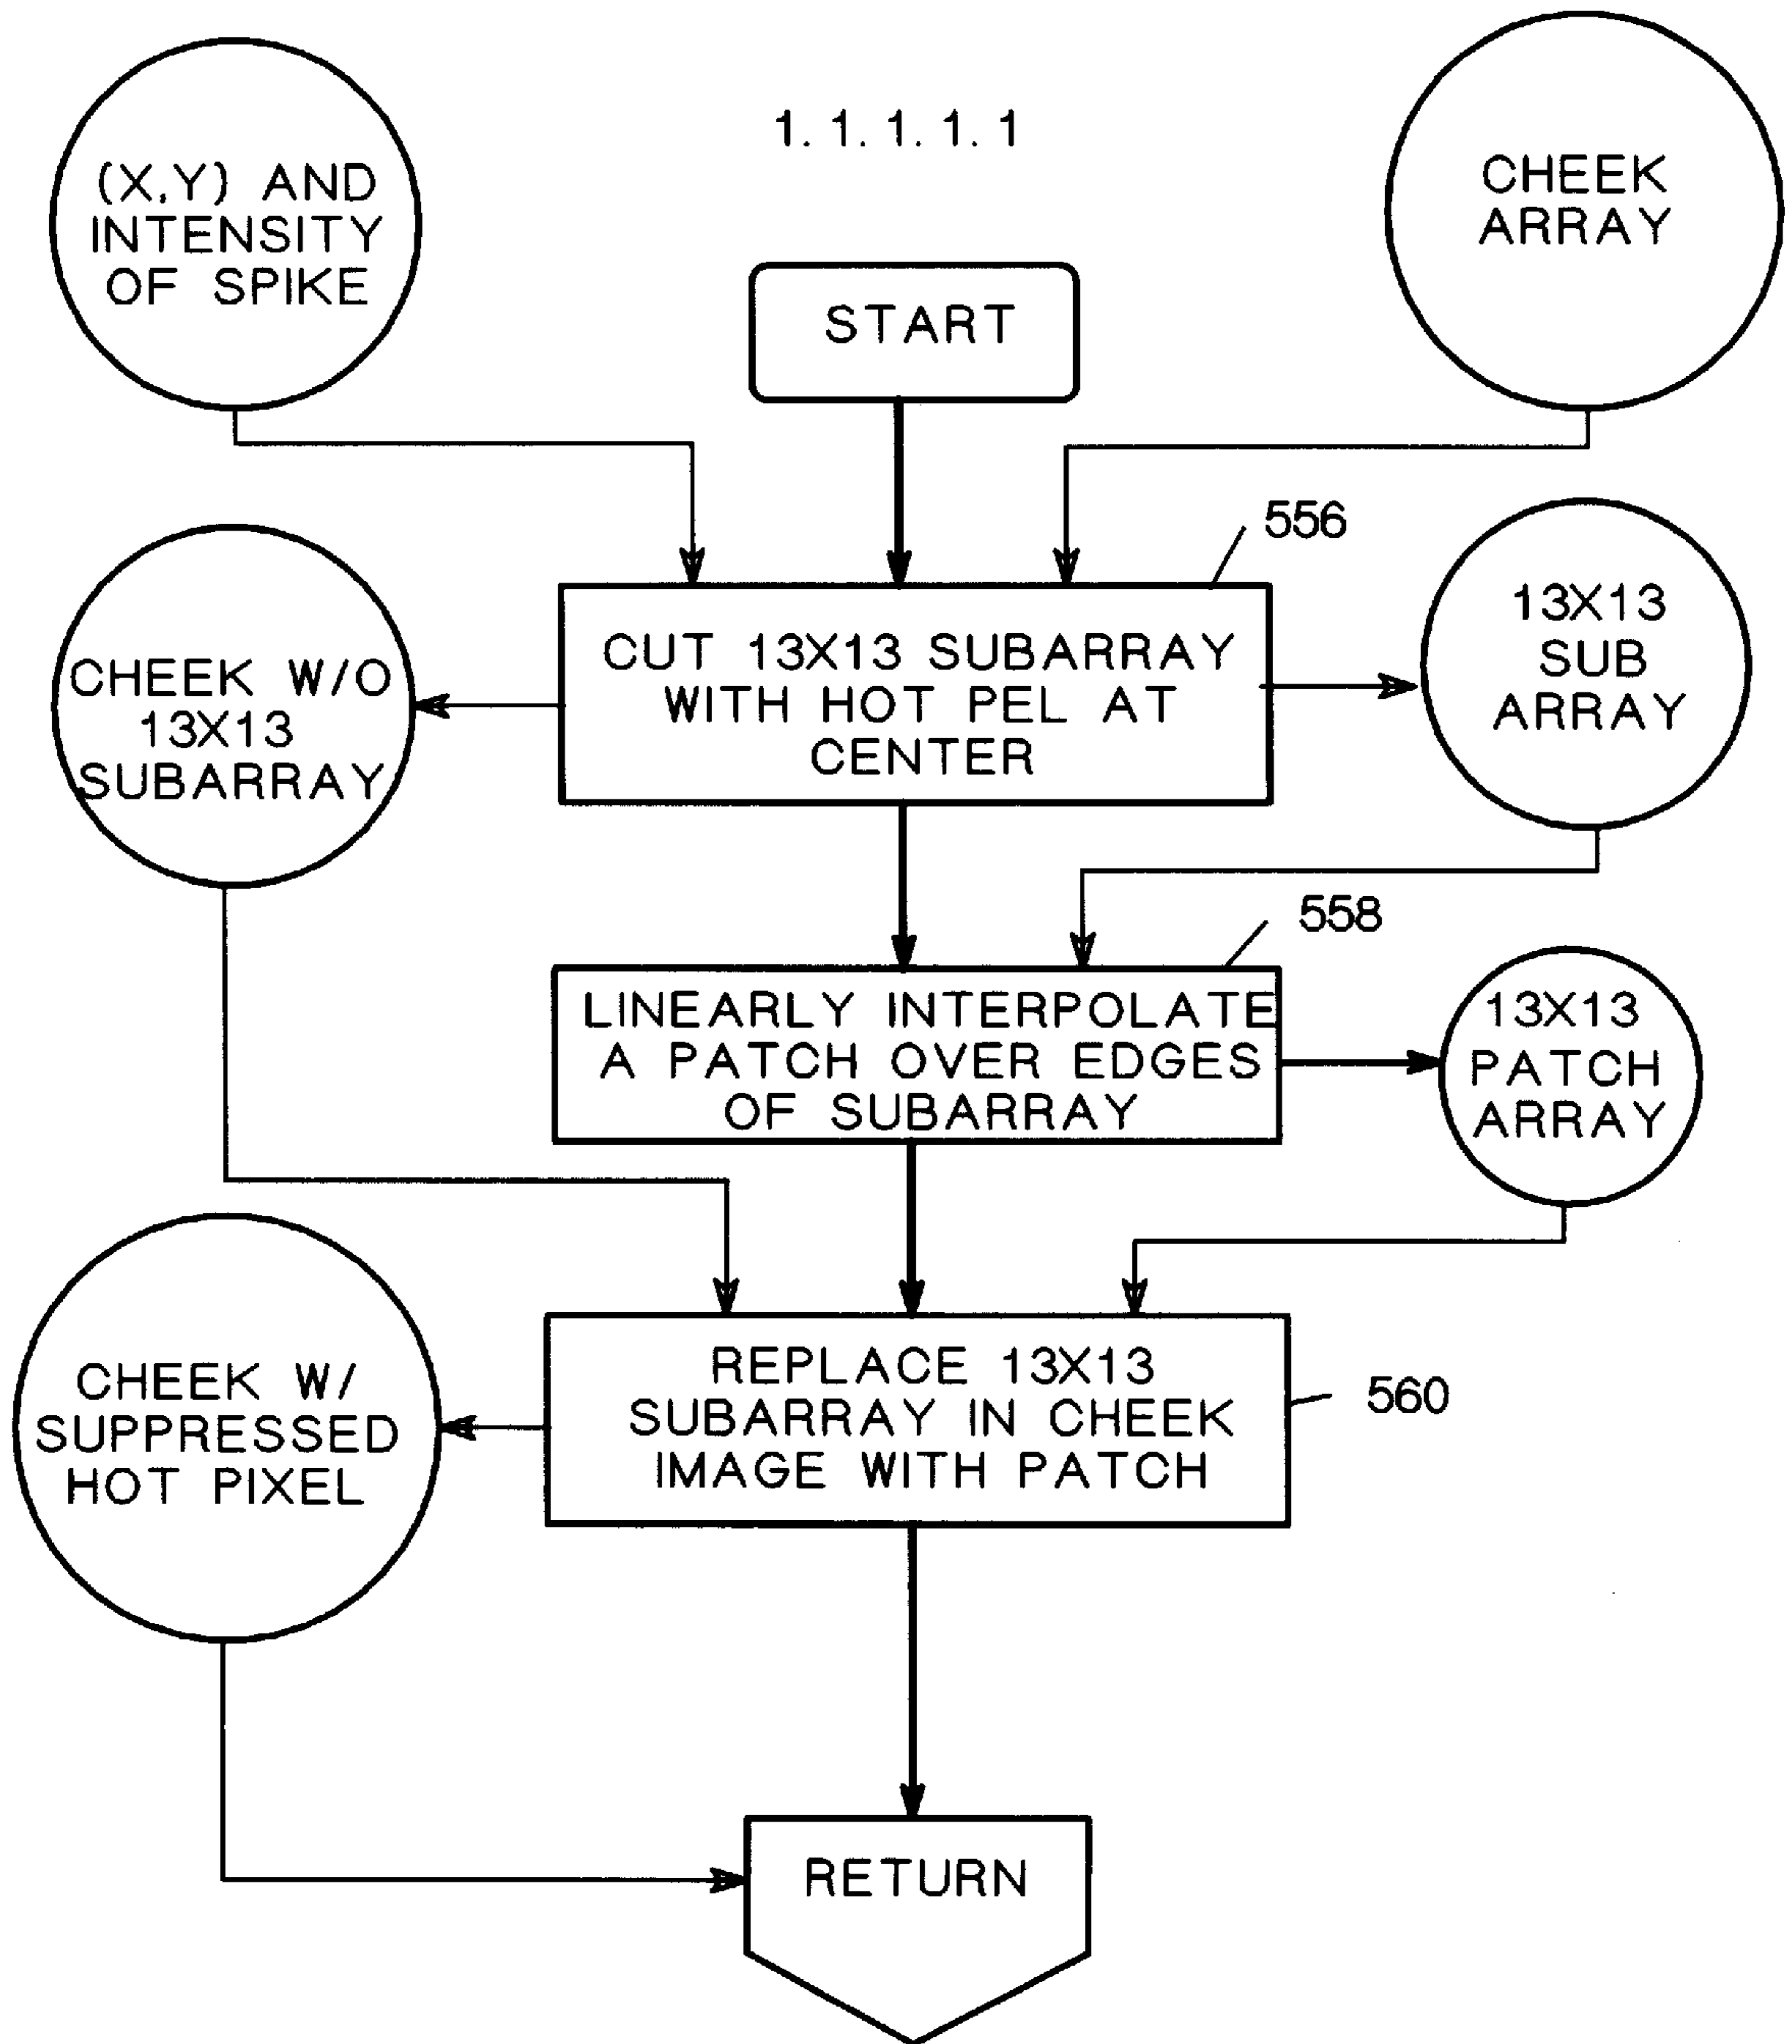 1.1.1.1.1
(X,Y) AND
INTENSITY
OF SPIKE
CHEEK
ARRAY
START
556
CUT 13X13 SUBARRAY
WITH HOT PEL AT
CENTER
CHEEK W/O
13X13
SUBARRAY
13X13
SUB
ARRAY
558
LINEARLY INTERPOLATE
A PATCH OVER EDGES
OF SUBARRAY
13X13
PATCH
ARRAY
REPLACE 13X13
SUBARRAY IN CHEEK
IMAGE WITH PATCH
560
CHEEK W/
SUPPRESSED
HOT PIXEL
RETURN